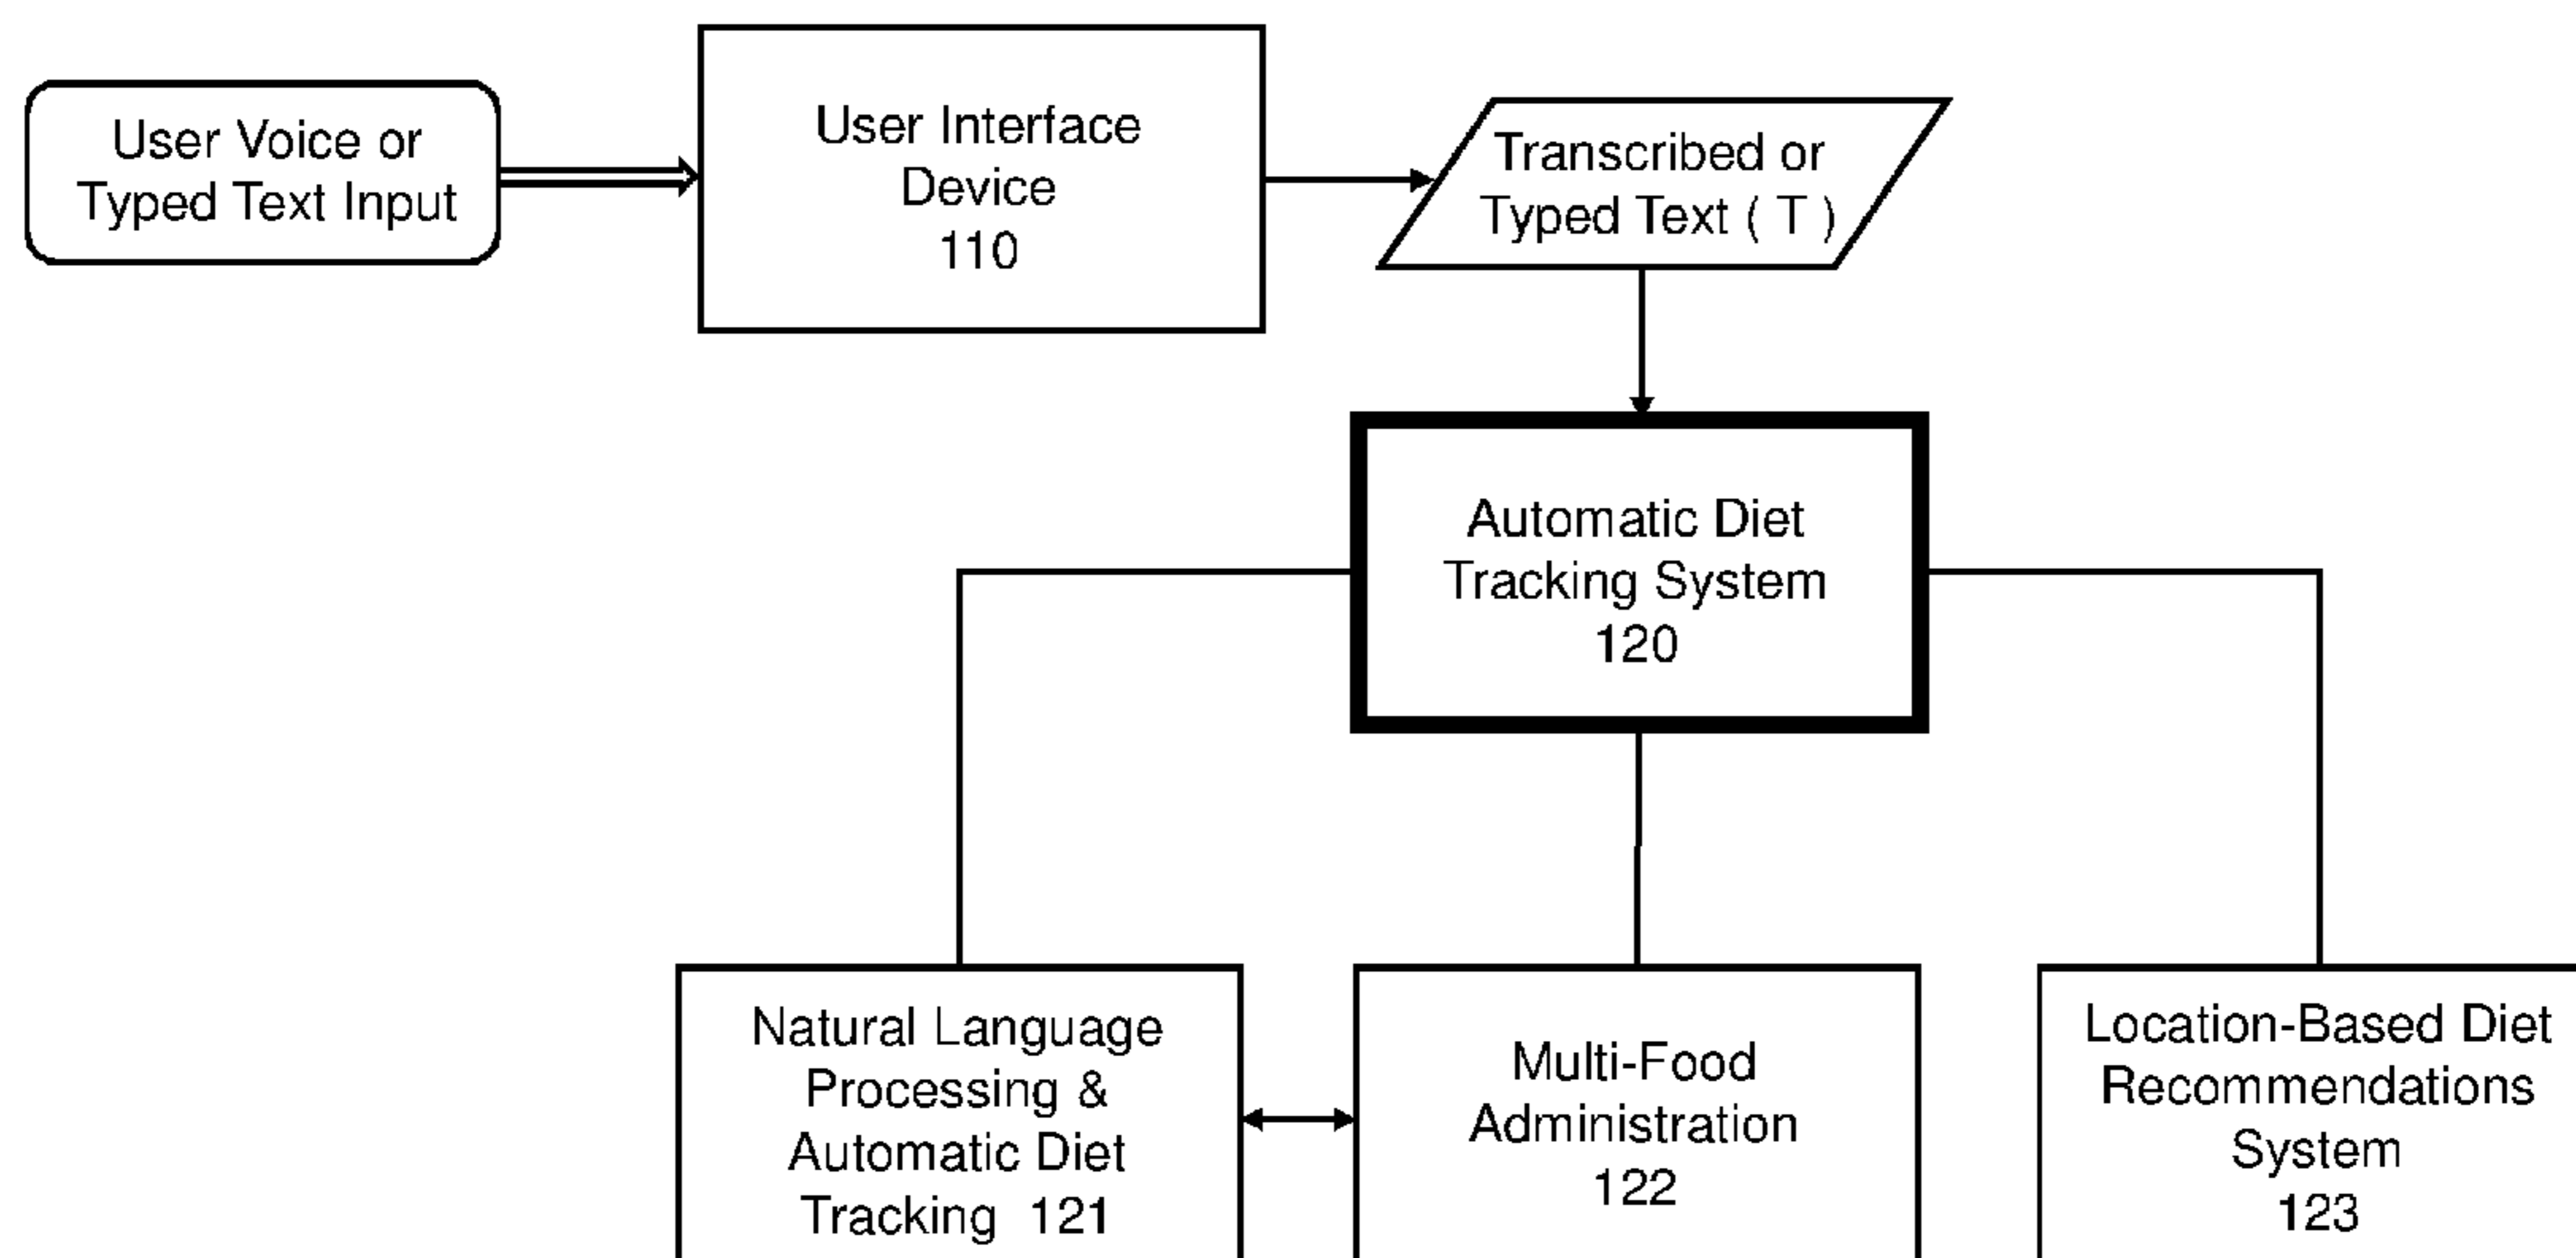 User Voice or
Typed Text Input
User Interface
Device
110
Transcribed or
Typed Text ( T )
Automatic Diet
Tracking System
120
Natural Language
Processing &
Automatic Diet
Tracking 121
Multi-Food
Administration
122
Location-Based Diet
Recommendations
System
123